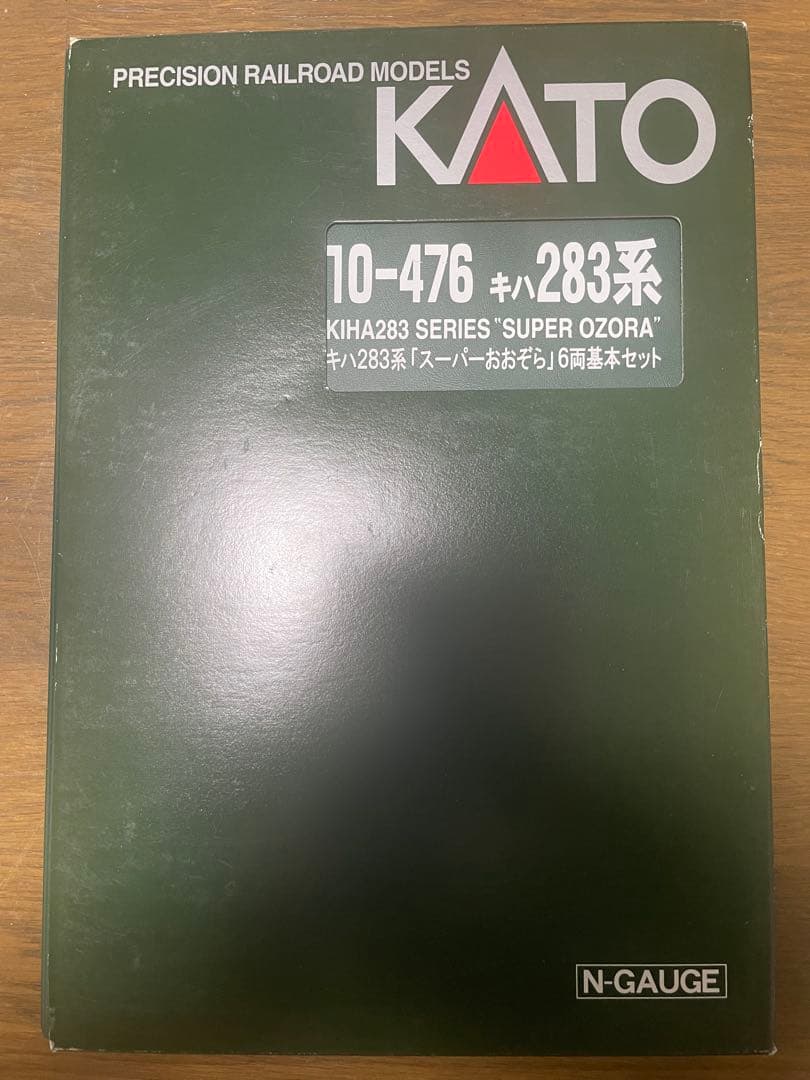 PRECISION RAILROAD MODELS
KATO
10-476 キハ283系
KIHA283 SERIES "SUPER OZORA"
キハ283系「スーパーおおぞら」6両基本セット
N-GAUGE